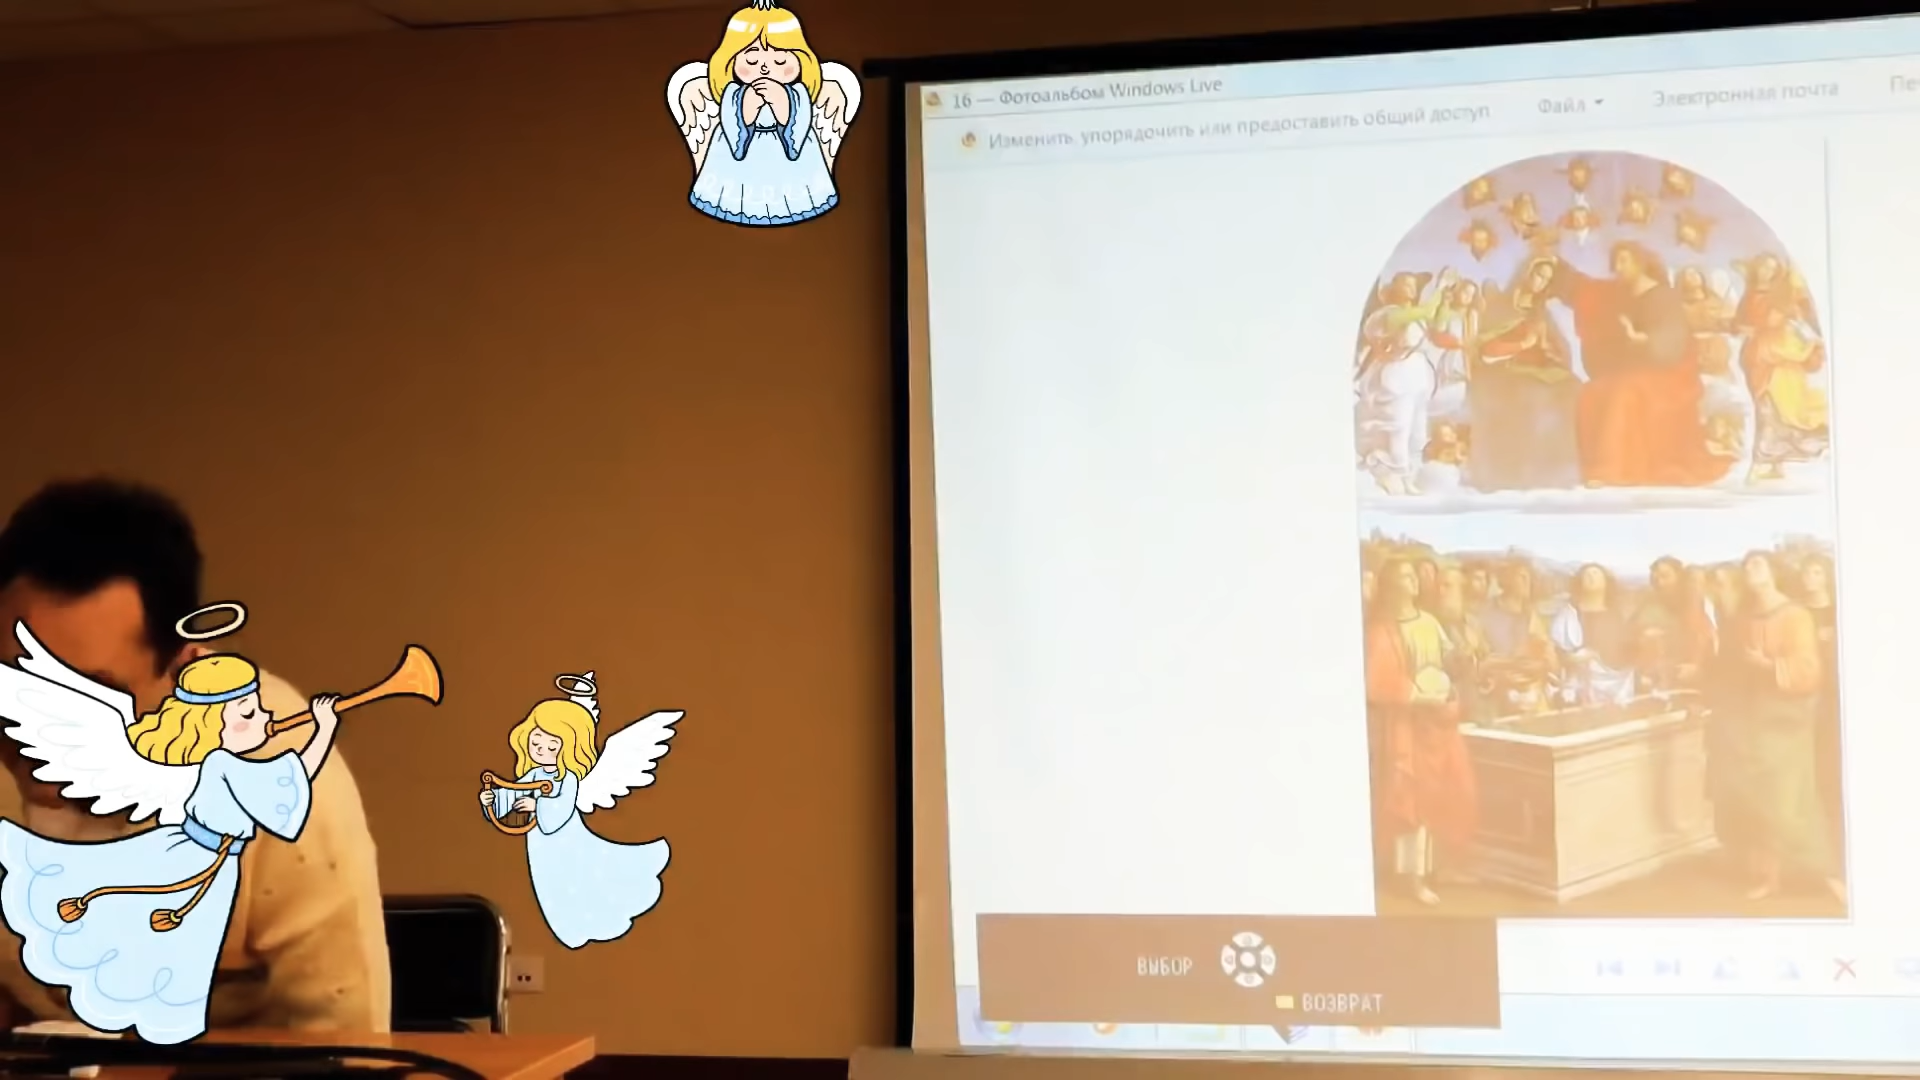 16 — Фотоальбом Windows Live
Изменить, упорядочить или предоставить общий доступ
Файл
Электронная почта
ВЫБОР
ВОЗВРАТ